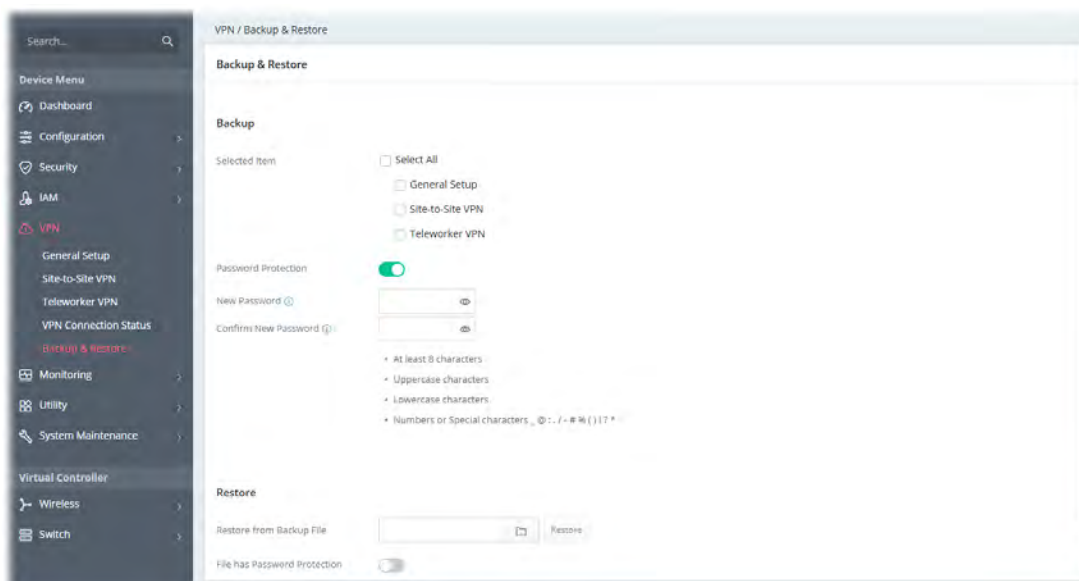 Search...
VPN / Backup & Restore
Backup & Restore
Device Menu
Dashboard
Configuration
Security
IAM
VPN
General Setup
Site-to-Site VPN
Teleworker VPN
VPN Connection Status
Backup & Restore
Monitoring
Utility
System Maintenance
Virtual Controller
Wireless
Switch
Backup
Selected Item
Select All
General Setup
Site-to-Site VPN
Teleworker VPN
Password Protection
New Password
Confirm New Password
• At least 8 characters
• Uppercase characters
• Lowercase characters
• Numbers or Special characters _ @ : . / - # % ( ) ! ? *
Restore
Restore from Backup File
Restore
File has Password Protection